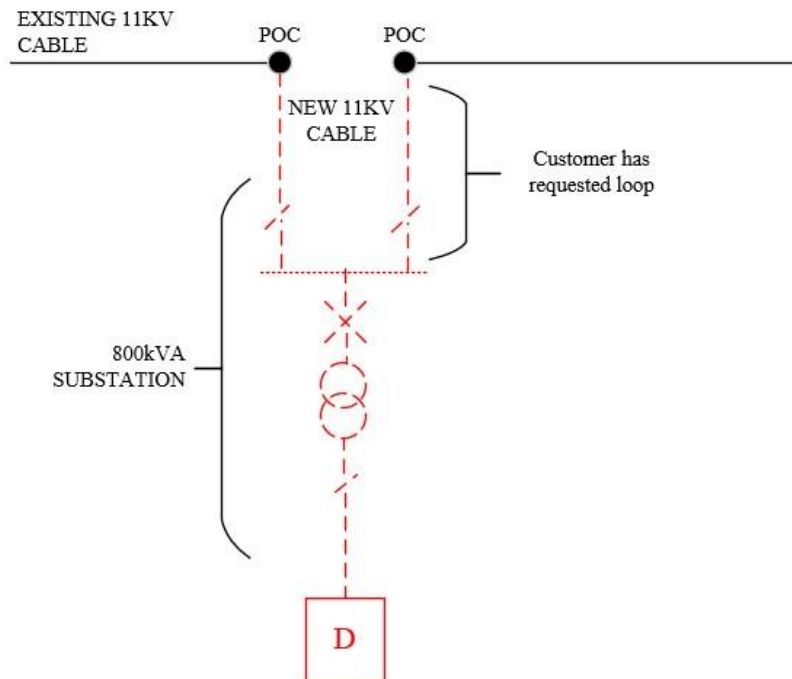 EXISTING 11KV
CABLE
POC
POC
NEW 11KV
CABLE
Customer has
requested loop
800kVA
SUBSTATION
D